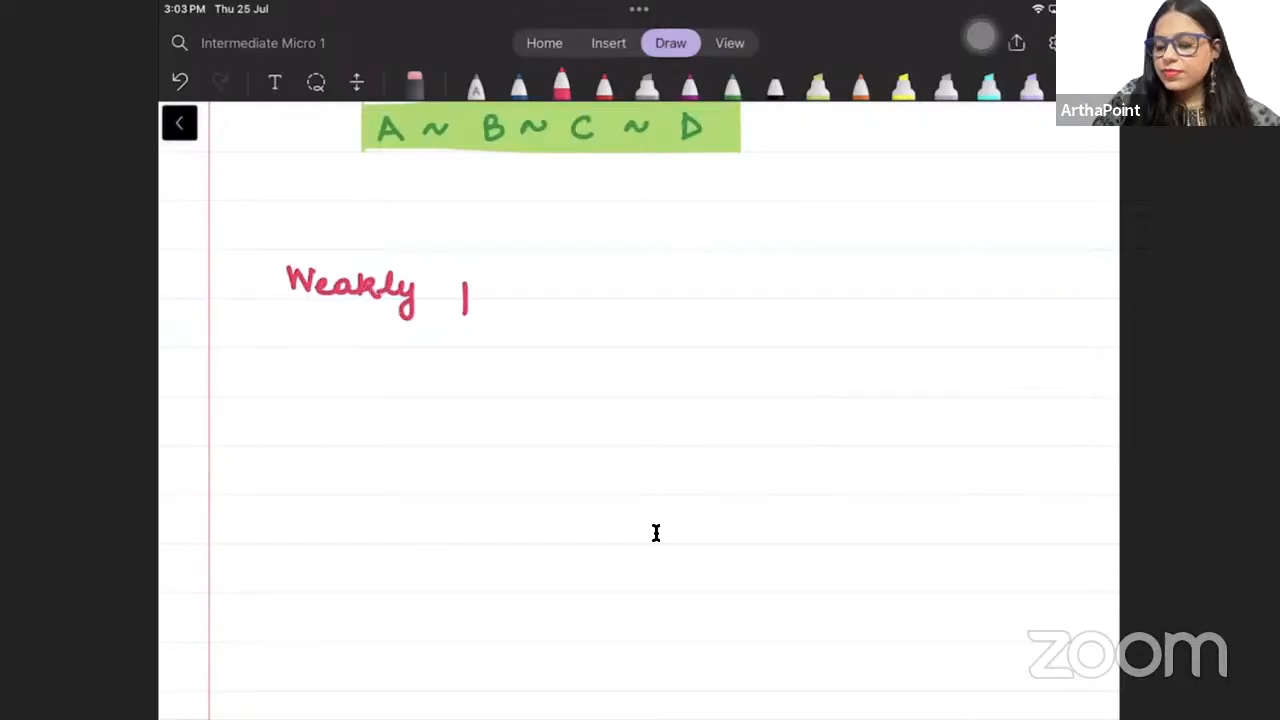 3:03 PM Thu 25 Jul
Intermediate Micro 1
Home Insert Draw View
T
A
ArthaPoint
A ~ B ~ C ~ D
Weakly
zoom